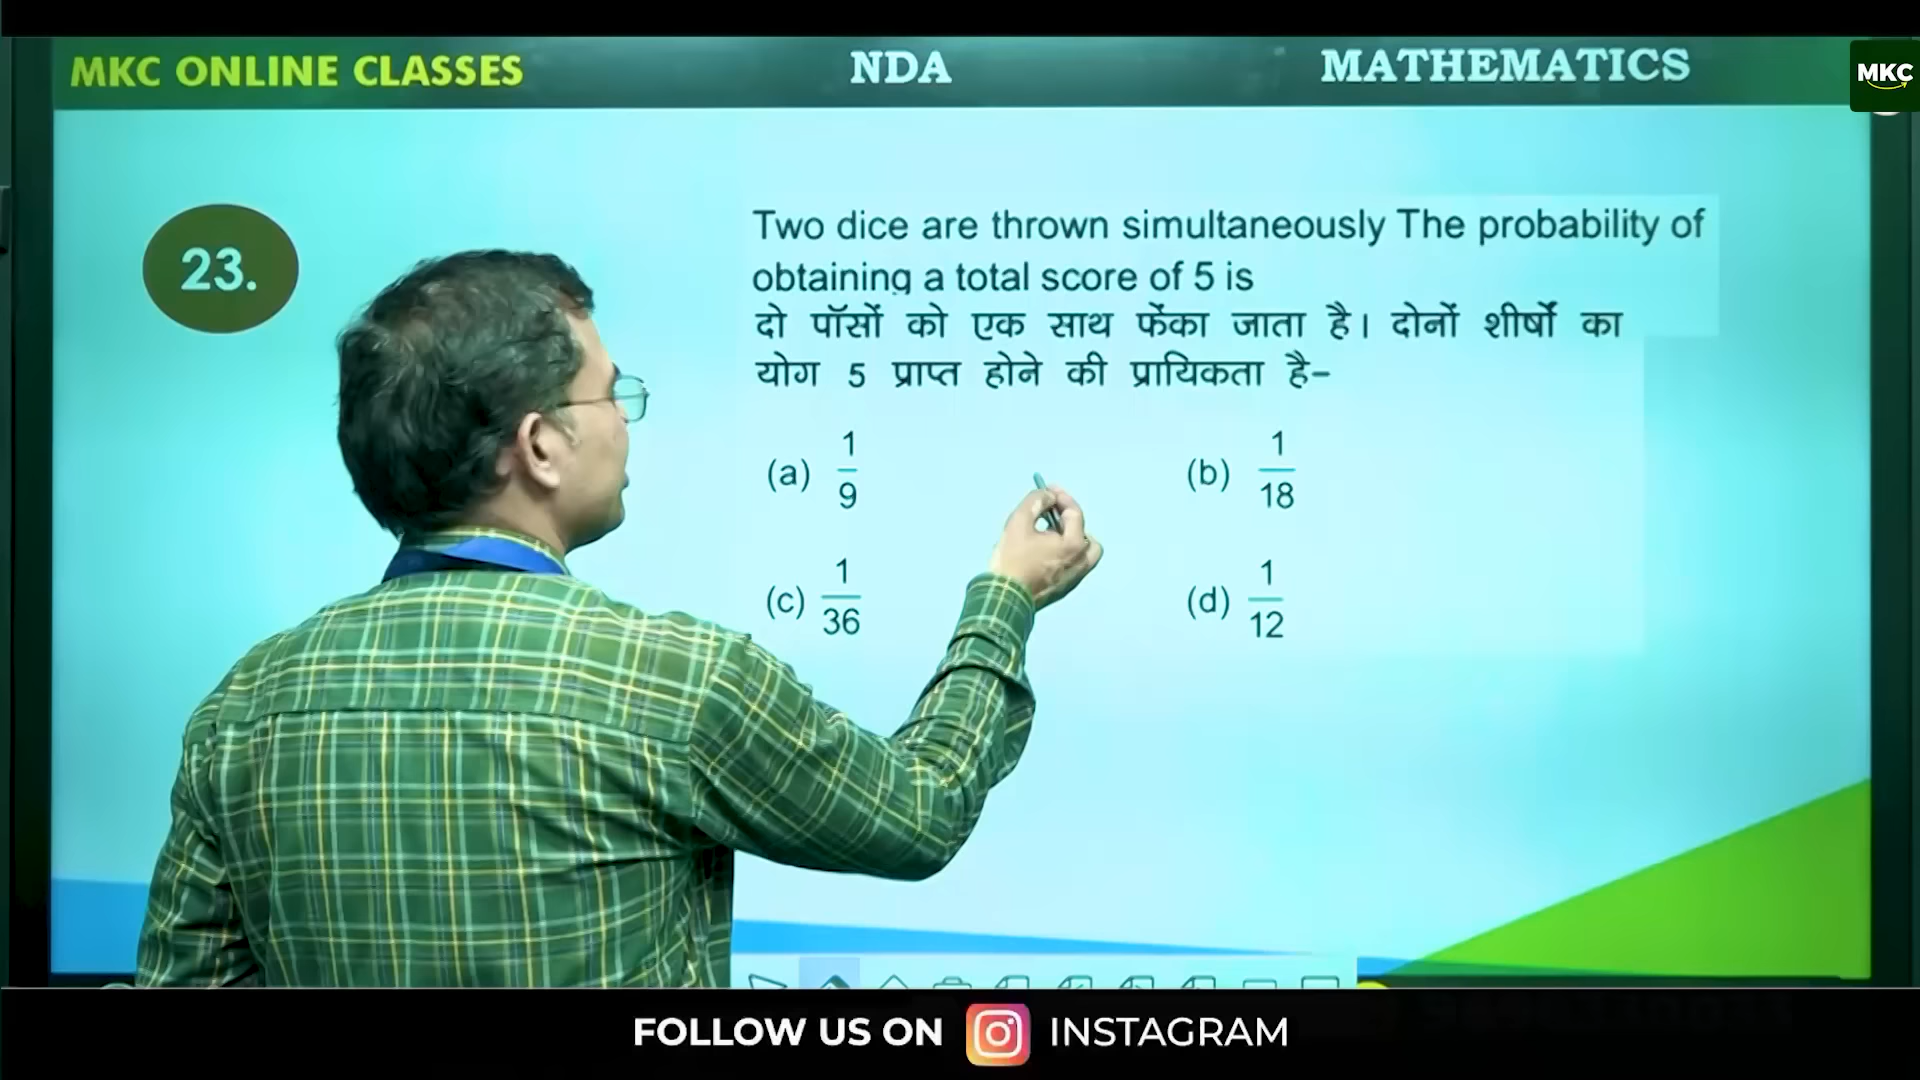 MKC ONLINE CLASSES NDA MATHEMATICS
MKC
23.
Two dice are thrown simultaneously The probability of
obtaining a total score of 5 is
दो पॉसों को एक साथ फेंका जाता है। दोनों शीर्षों का
योग 5 प्राप्त होने की प्रायिकता है–
(a) 1/9 (b) 1/18
(c) 1/36 (d) 1/12
FOLLOW US ON INSTAGRAM